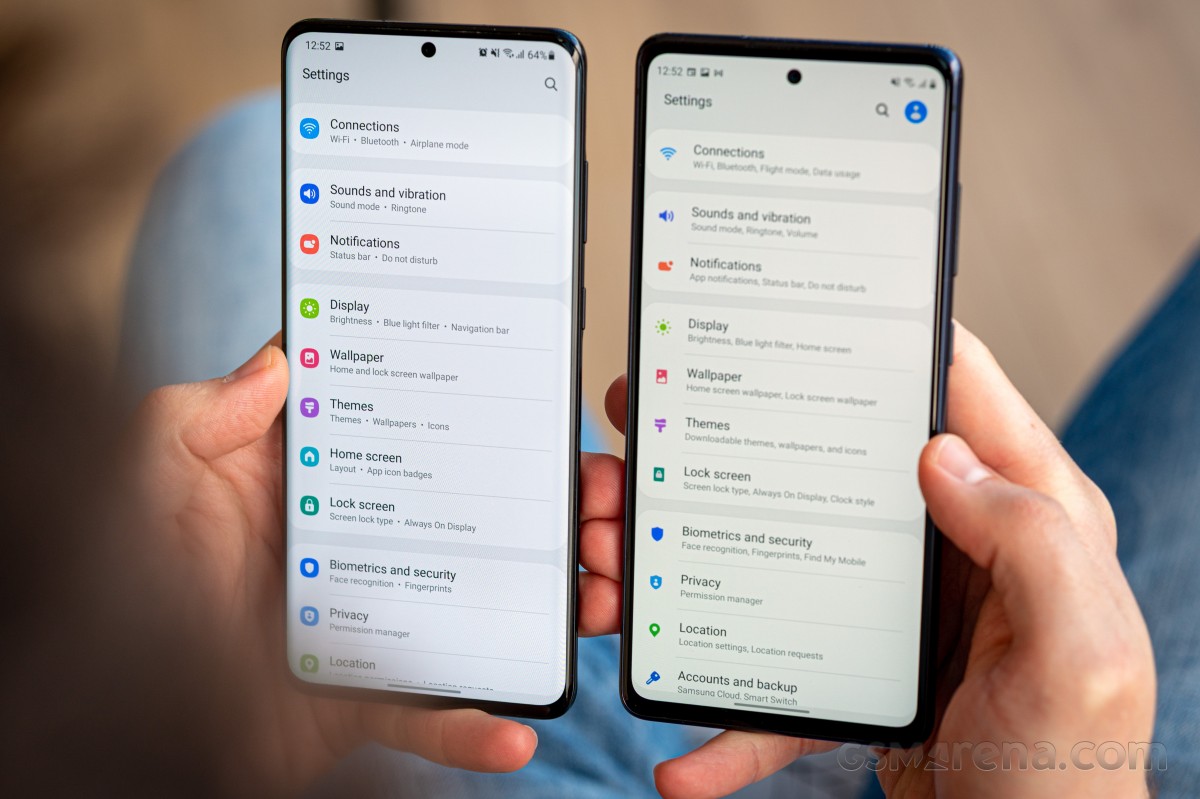 12:52
64%
Settings
Connections
Wi-Fi • Bluetooth • Airplane mode
Sounds and vibration
Sound mode • Ringtone
Notifications
Status bar • Do not disturb
Display
Brightness • Blue light filter • Navigation bar
Wallpaper
Home and lock screen wallpaper
Themes
Themes • Wallpapers • Icons
Home screen
Layout • App icon badges
Lock screen
Screen lock type • Always On Display
Biometrics and security
Face recognition • Fingerprints
Privacy
Permission manager
Location
Location permissions • Location requests
12:52
Settings
Connections
Wi-Fi, Bluetooth, Flight mode, Data usage
Sounds and vibration
Sound mode, Ringtone, Volume
Notifications
App notifications, Status bar, Do not disturb
Display
Brightness, Blue light filter, Home screen
Wallpaper
Home screen wallpaper, Lock screen wallpaper
Themes
Downloadable themes, wallpapers, and icons
Lock screen
Screen lock type, Always On Display, Clock style
Biometrics and security
Face recognition, Fingerprints, Find My Mobile
Privacy
Permission manager
Location
Location settings, Location requests
Accounts and backup
Samsung Cloud, Smart Switch
GSMArena.com